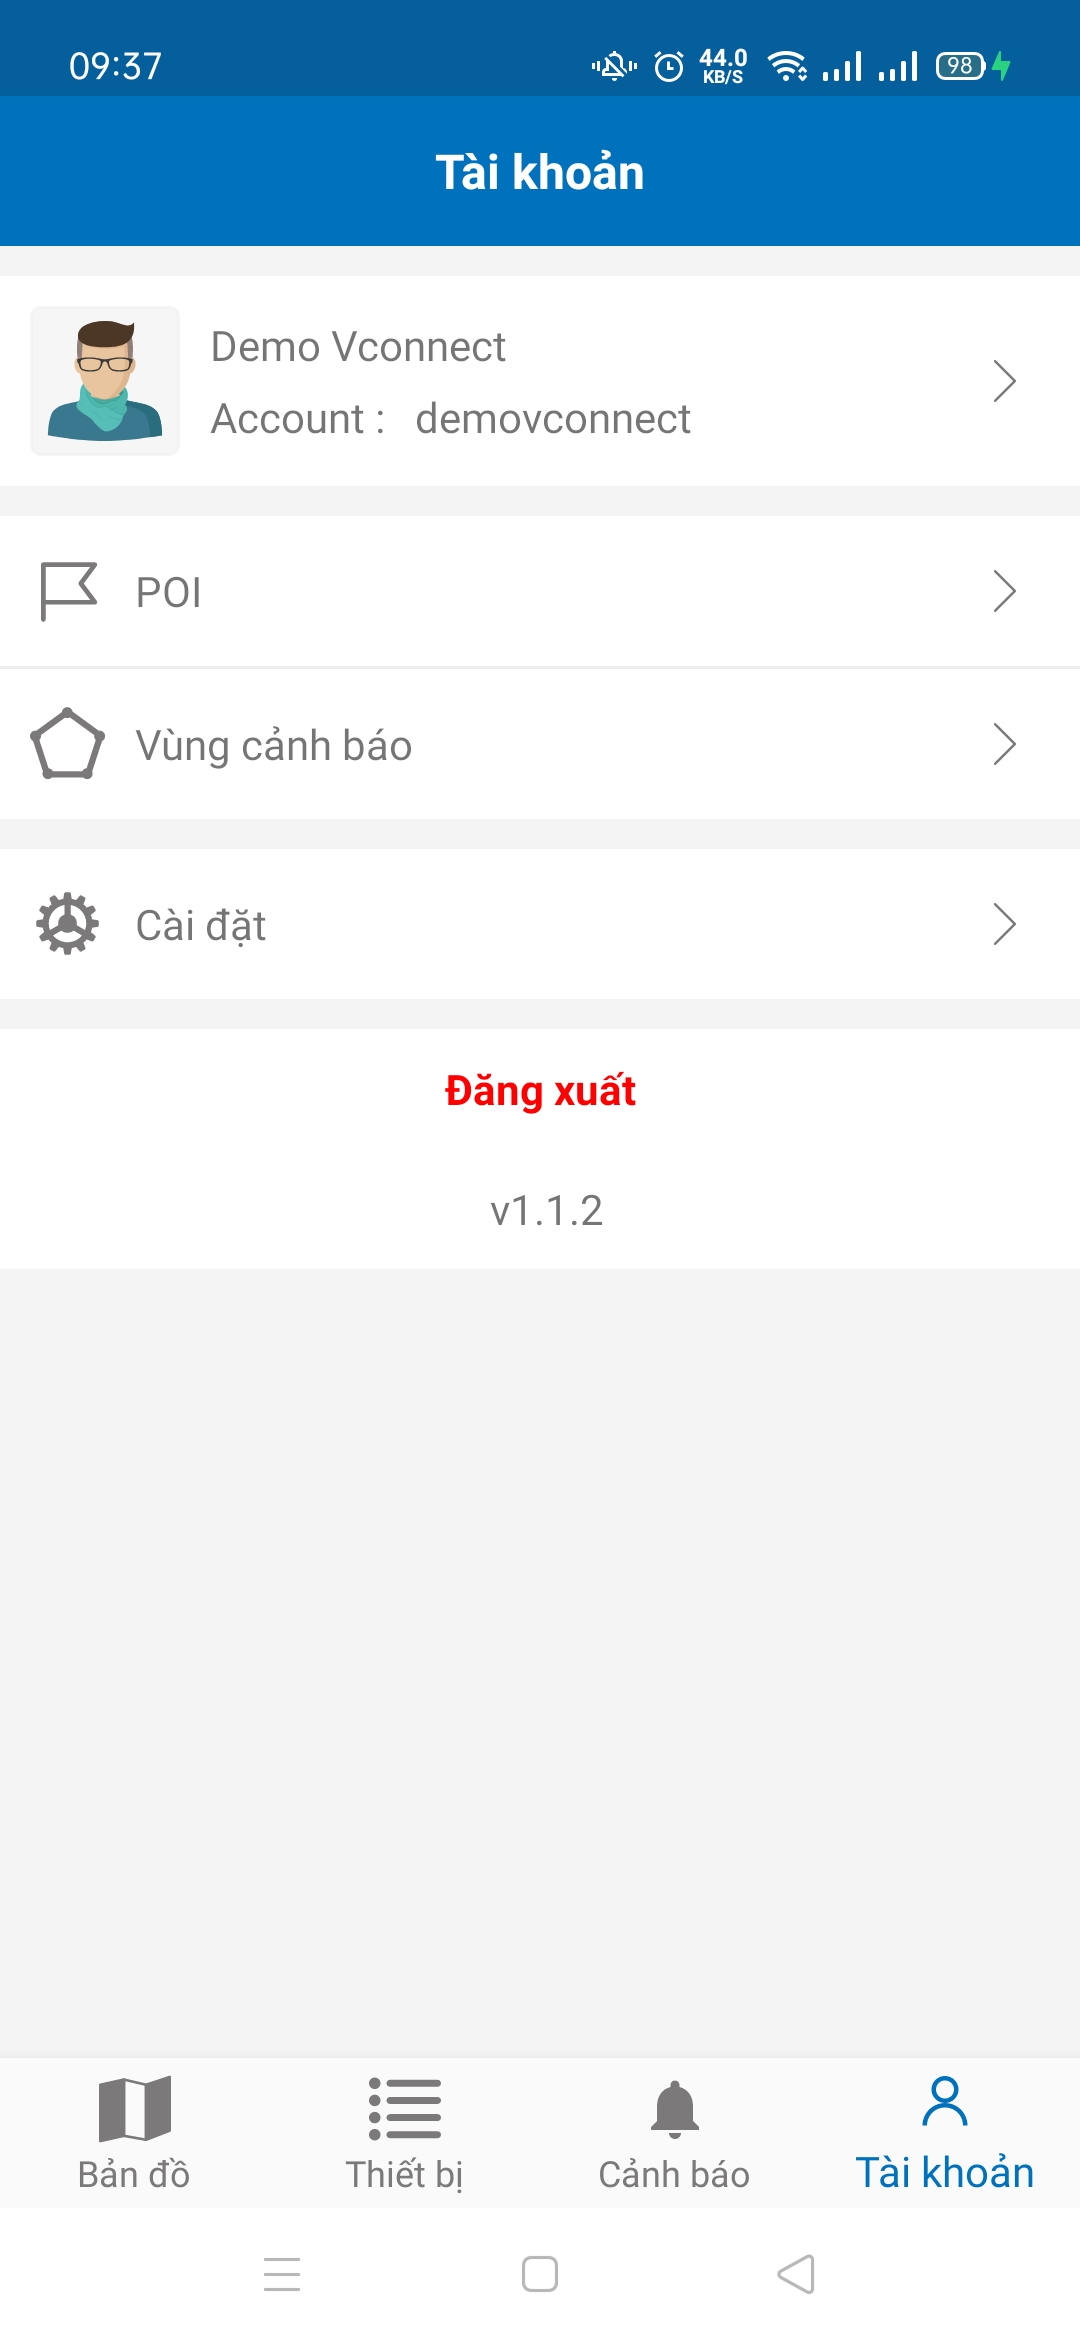 09:37
44.0
KB/S
98
Tài khoản
Demo Vconnect
Account : demovconnect
POI
Vùng cảnh báo
Cài đặt
Đăng xuất
v1.1.2
Bản đồ
Thiết bị
Cảnh báo
Tài khoản